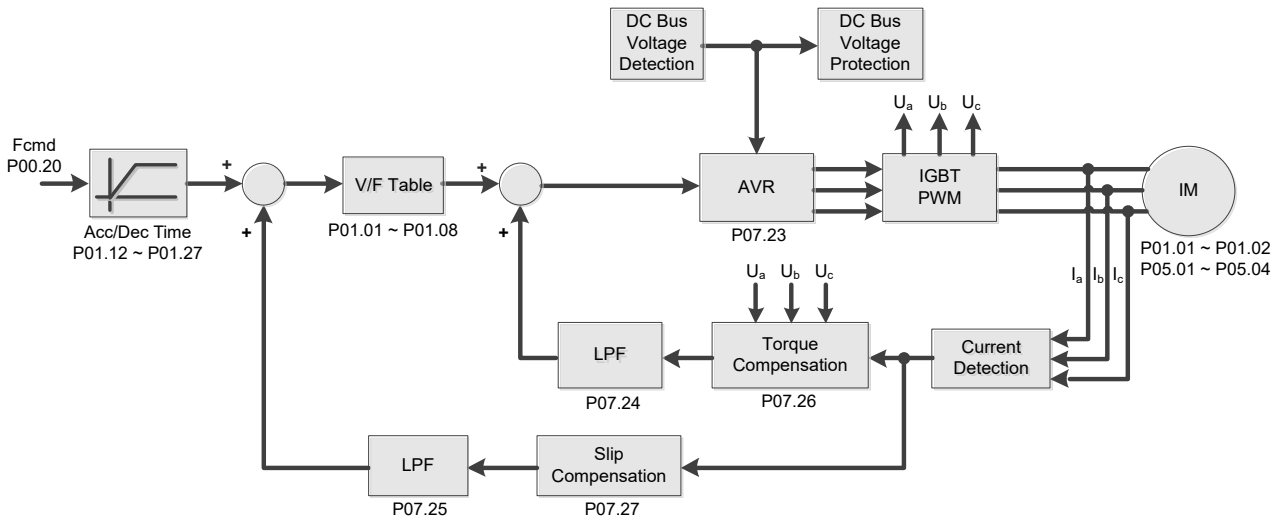 DC Bus
Voltage
Detection
DC Bus
Voltage
Protection
Ua
Ub
Uc
Fcmd
P00.20
+
+
V/F Table
AVR
IGBT
PWM
IM
Acc/Dec Time
P01.12 ~ P01.27
+
P01.01 ~ P01.08
+
P07.23
P01.01 ~ P01.02
P05.01 ~ P05.04
Ua
Ub
Uc
Ia
Ib
Ic
LPF
Torque
Compensation
Current
Detection
P07.24
P07.26
LPF
Slip
Compensation
P07.25
P07.27